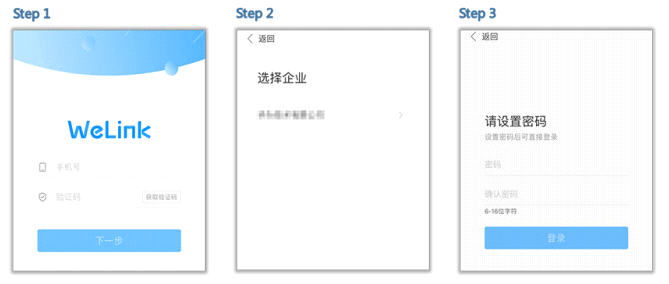 Step 1
WeLink
手机号
验证码
获取验证码
下一步
Step 2
返回
选择企业
Step 3
返回
请设置密码
设置密码后可直接登录
密码
确认密码
6-16位字符
登录